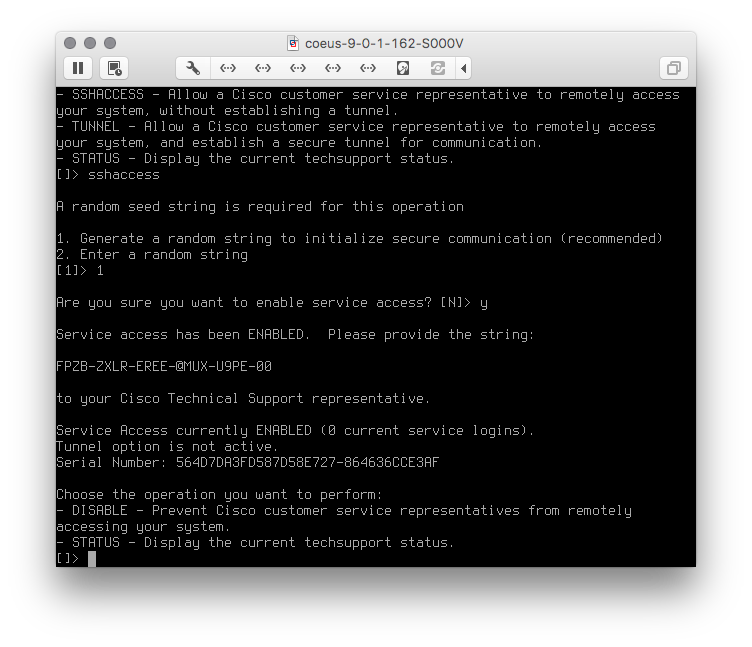 coeus-9-0-1-162-S000V
- SSHACCESS - Allow a Cisco customer service representative to remotely access
your system, without establishing a tunnel.
- TUNNEL - Allow a Cisco customer service representative to remotely access
your system, and establish a secure tunnel for communication.
- STATUS - Display the current techsupport status.
[]> sshaccess
A random seed string is required for this operation
1. Generate a random string to initialize secure communication (recommended)
2. Enter a random string
[1]> 1
Are you sure you want to enable service access? [N]> y
Service access has been ENABLED.  Please provide the string:
FPZB-ZXLR-EREE-@MUX-U9PE-00
to your Cisco Technical Support representative.
Service Access currently ENABLED (0 current service logins).
Tunnel option is not active.
Serial Number: 564D7DA3FD587D58E727-864636CCE3AF
Choose the operation you want to perform:
- DISABLE - Prevent Cisco customer service representatives from remotely
accessing your system.
- STATUS - Display the current techsupport status.
[]>